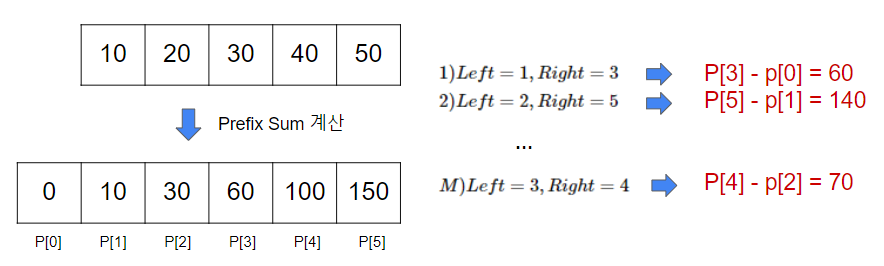 10 20 30 40 50
Prefix Sum 계산
0 10 30 60 100 150
P[0] P[1] P[2] P[3] P[4] P[5]
1)Left = 1, Right = 3 P[3] - p[0] = 60
2)Left = 2, Right = 5 P[5] - p[1] = 140
...
M)Left = 3, Right = 4 P[4] - p[2] = 70